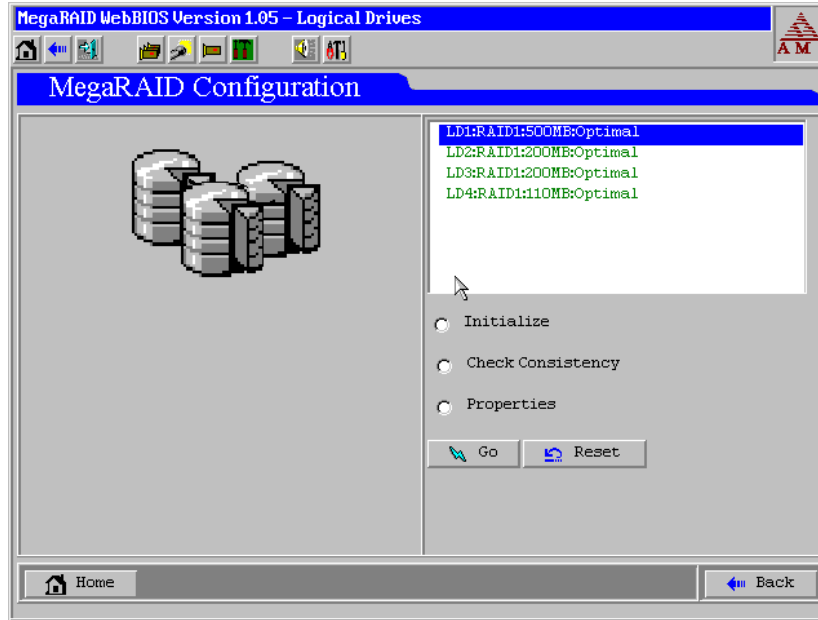 MegaRAID WebBIOS Version 1.05 – Logical Drives
AM
MegaRAID Configuration
LD1:RAID1:500MB:Optimal
LD2:RAID1:200MB:Optimal
LD3:RAID1:200MB:Optimal
LD4:RAID1:110MB:Optimal
Initialize
Check Consistency
Properties
Go
Reset
Home
Back